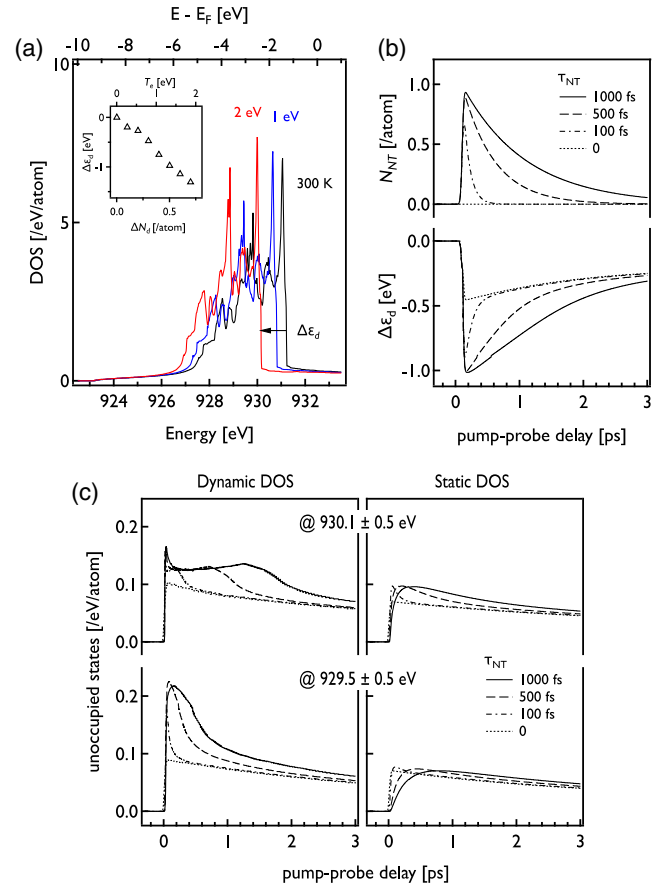 E - E_F [eV]
-10 -8 -6 -4 -2 0
(a)
10
5
0
DOS [/eV/atom]
T_e [eV]
0 2
0
-1
Δε_d [eV]
0.0 0.5
ΔN_d [/atom]
2 eV
1 eV
300 K
Δε_d
924 926 928 930 932
Energy [eV]
(b)
τ_NT
1000 fs
500 fs
100 fs
0
1.0
0.5
0.0
N_NT [/atom]
0.0
-0.5
-1.0
Δε_d [eV]
0 1 2 3
pump-probe delay [ps]
(c)
Dynamic DOS Static DOS
@ 930.1 ± 0.5 eV
0.2
0.1
0.0
@ 929.5 ± 0.5 eV
0.2
0.1
0.0
unoccupied states [/eV/atom]
τ_NT
1000 fs
500 fs
100 fs
0
0 1 2 3 0 1 2 3
pump-probe delay [ps]